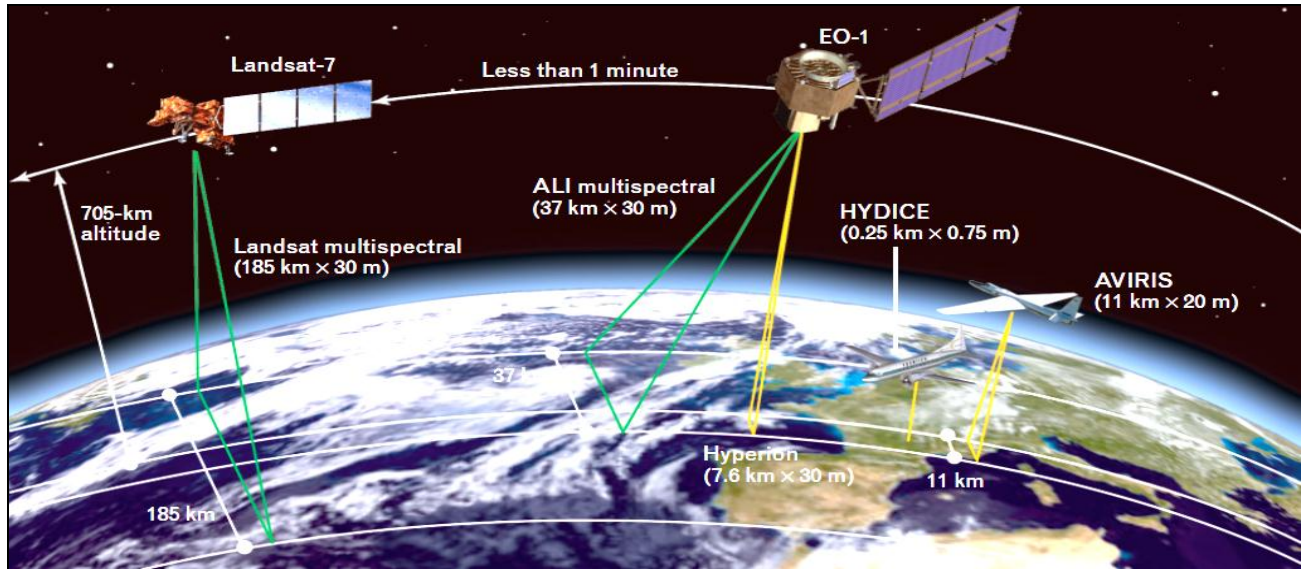 EO-1
Landsat-7
Less than 1 minute
ALI multispectral
(37 km × 30 m)
HYDICE
(0.25 km × 0.75 m)
705-km
altitude
Landsat multispectral
(185 km × 30 m)
AVIRIS
(11 km × 20 m)
37 k
Hyperion
(7.6 km × 30 m)
11 km
185 km